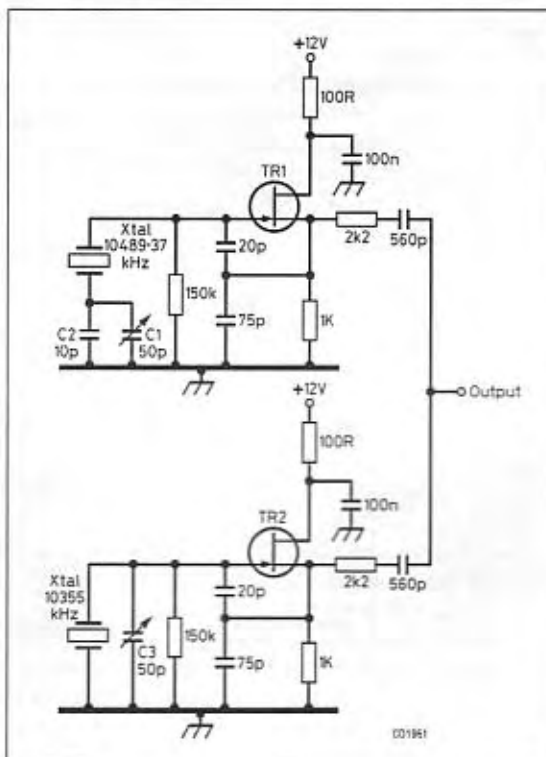 +12V
100R
100n
TR1
Xtal
10489·37
kHz
20p
2k2
560p
150k
C2
10p
C1
50p
75p
1K
Output
+12V
100R
100n
TR2
Xtal
10355
kHz
20p
2k2
560p
C3
50p
150k
75p
1K
CO1961